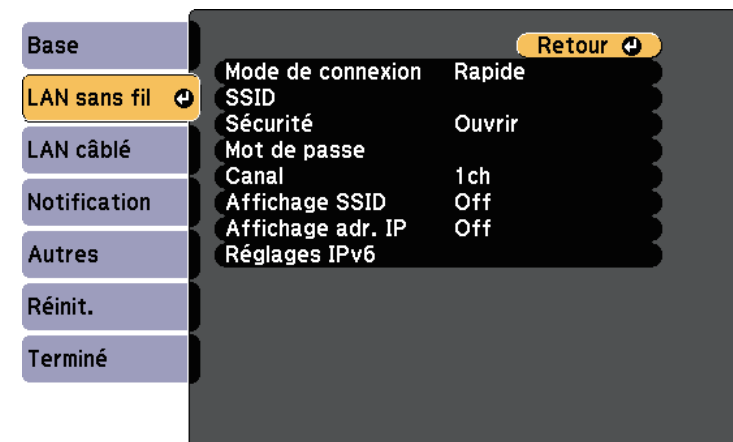 Base
LAN sans fil
LAN câblé
Notification
Autres
Réinit.
Terminé
Retour
Mode de connexion Rapide
SSID
Sécurité Ouvrir
Mot de passe
Canal 1ch
Affichage SSID Off
Affichage adr. IP Off
Réglages IPv6